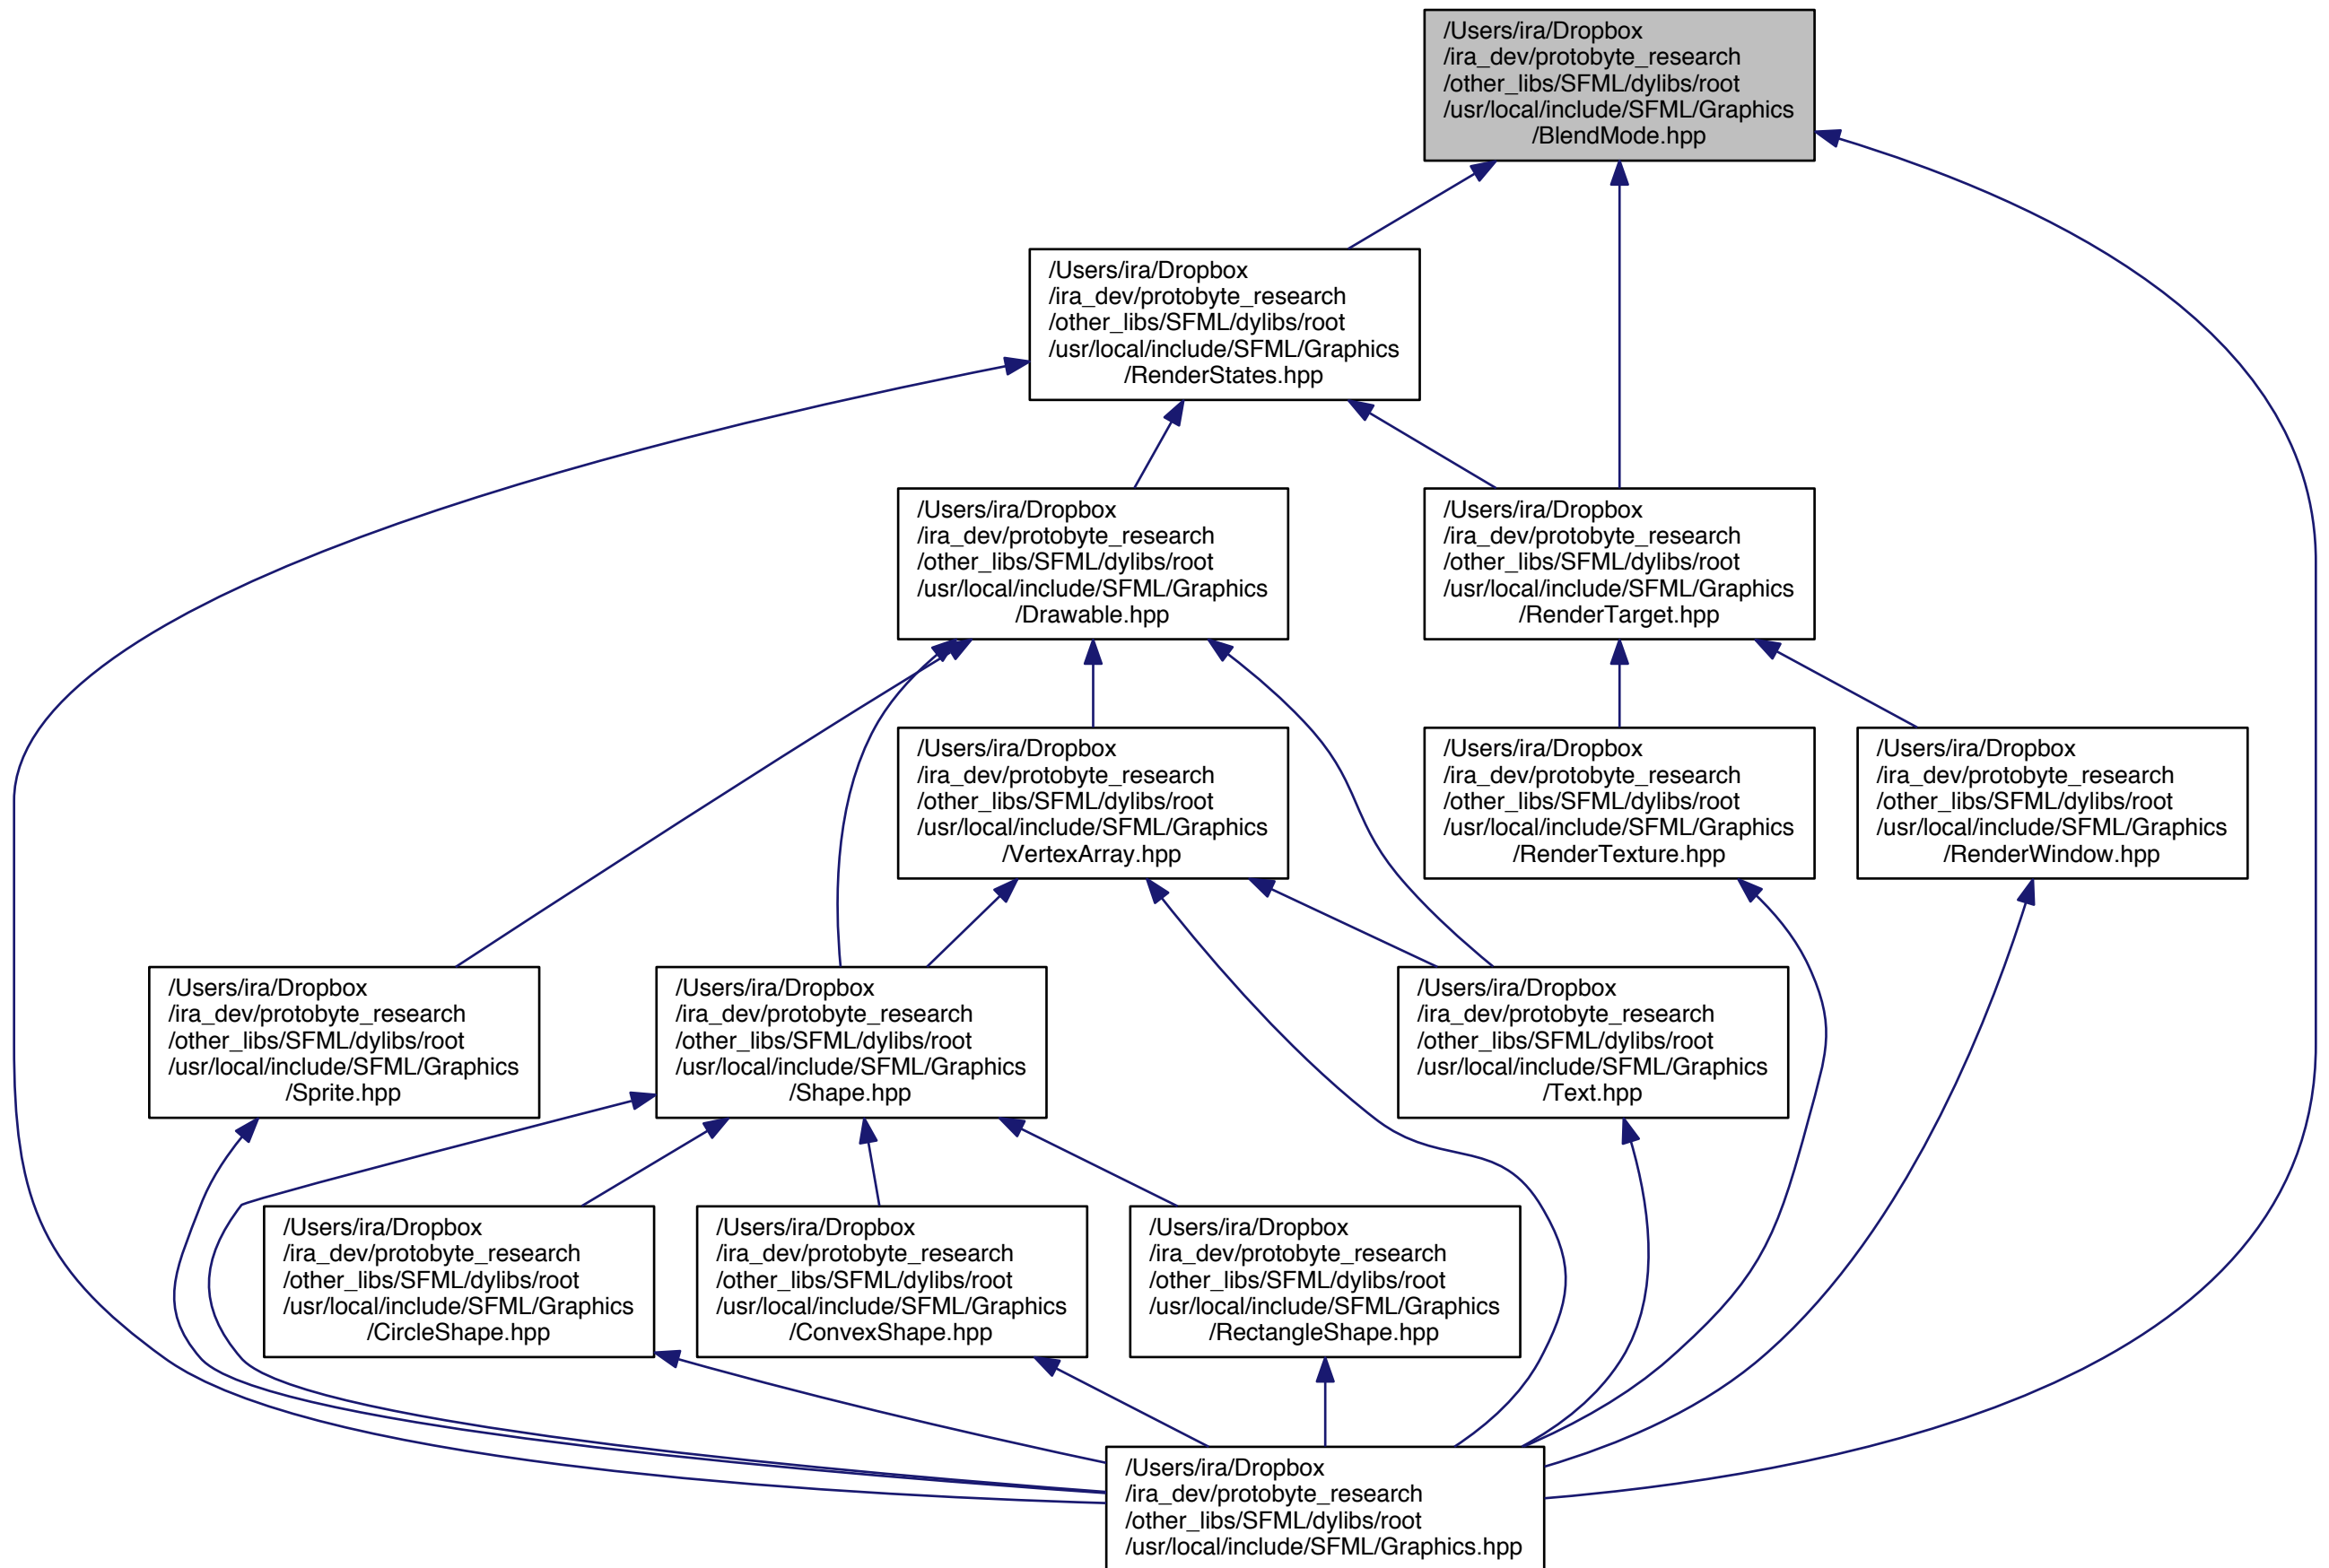 /Users/ira/Dropbox
/ira_dev/protobyte_research
/other_libs/SFML/dylibs/root
/usr/local/include/SFML/Graphics
/BlendMode.hpp
/Users/ira/Dropbox
/ira_dev/protobyte_research
/other_libs/SFML/dylibs/root
/usr/local/include/SFML/Graphics
/RenderStates.hpp
/Users/ira/Dropbox
/ira_dev/protobyte_research
/other_libs/SFML/dylibs/root
/usr/local/include/SFML/Graphics
/Drawable.hpp
/Users/ira/Dropbox
/ira_dev/protobyte_research
/other_libs/SFML/dylibs/root
/usr/local/include/SFML/Graphics
/RenderTarget.hpp
/Users/ira/Dropbox
/ira_dev/protobyte_research
/other_libs/SFML/dylibs/root
/usr/local/include/SFML/Graphics
/VertexArray.hpp
/Users/ira/Dropbox
/ira_dev/protobyte_research
/other_libs/SFML/dylibs/root
/usr/local/include/SFML/Graphics
/RenderTexture.hpp
/Users/ira/Dropbox
/ira_dev/protobyte_research
/other_libs/SFML/dylibs/root
/usr/local/include/SFML/Graphics
/RenderWindow.hpp
/Users/ira/Dropbox
/ira_dev/protobyte_research
/other_libs/SFML/dylibs/root
/usr/local/include/SFML/Graphics
/Sprite.hpp
/Users/ira/Dropbox
/ira_dev/protobyte_research
/other_libs/SFML/dylibs/root
/usr/local/include/SFML/Graphics
/Shape.hpp
/Users/ira/Dropbox
/ira_dev/protobyte_research
/other_libs/SFML/dylibs/root
/usr/local/include/SFML/Graphics
/Text.hpp
/Users/ira/Dropbox
/ira_dev/protobyte_research
/other_libs/SFML/dylibs/root
/usr/local/include/SFML/Graphics
/CircleShape.hpp
/Users/ira/Dropbox
/ira_dev/protobyte_research
/other_libs/SFML/dylibs/root
/usr/local/include/SFML/Graphics
/ConvexShape.hpp
/Users/ira/Dropbox
/ira_dev/protobyte_research
/other_libs/SFML/dylibs/root
/usr/local/include/SFML/Graphics
/RectangleShape.hpp
/Users/ira/Dropbox
/ira_dev/protobyte_research
/other_libs/SFML/dylibs/root
/usr/local/include/SFML/Graphics.hpp